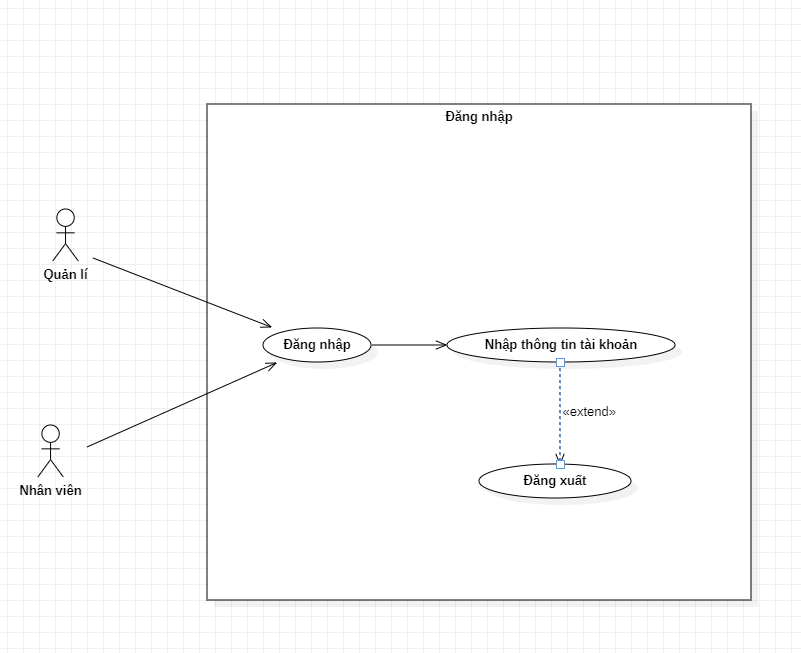 Đăng nhập
Quản lí
Đăng nhập
Nhập thông tin tài khoản
«extend»
Đăng xuất
Nhân viên